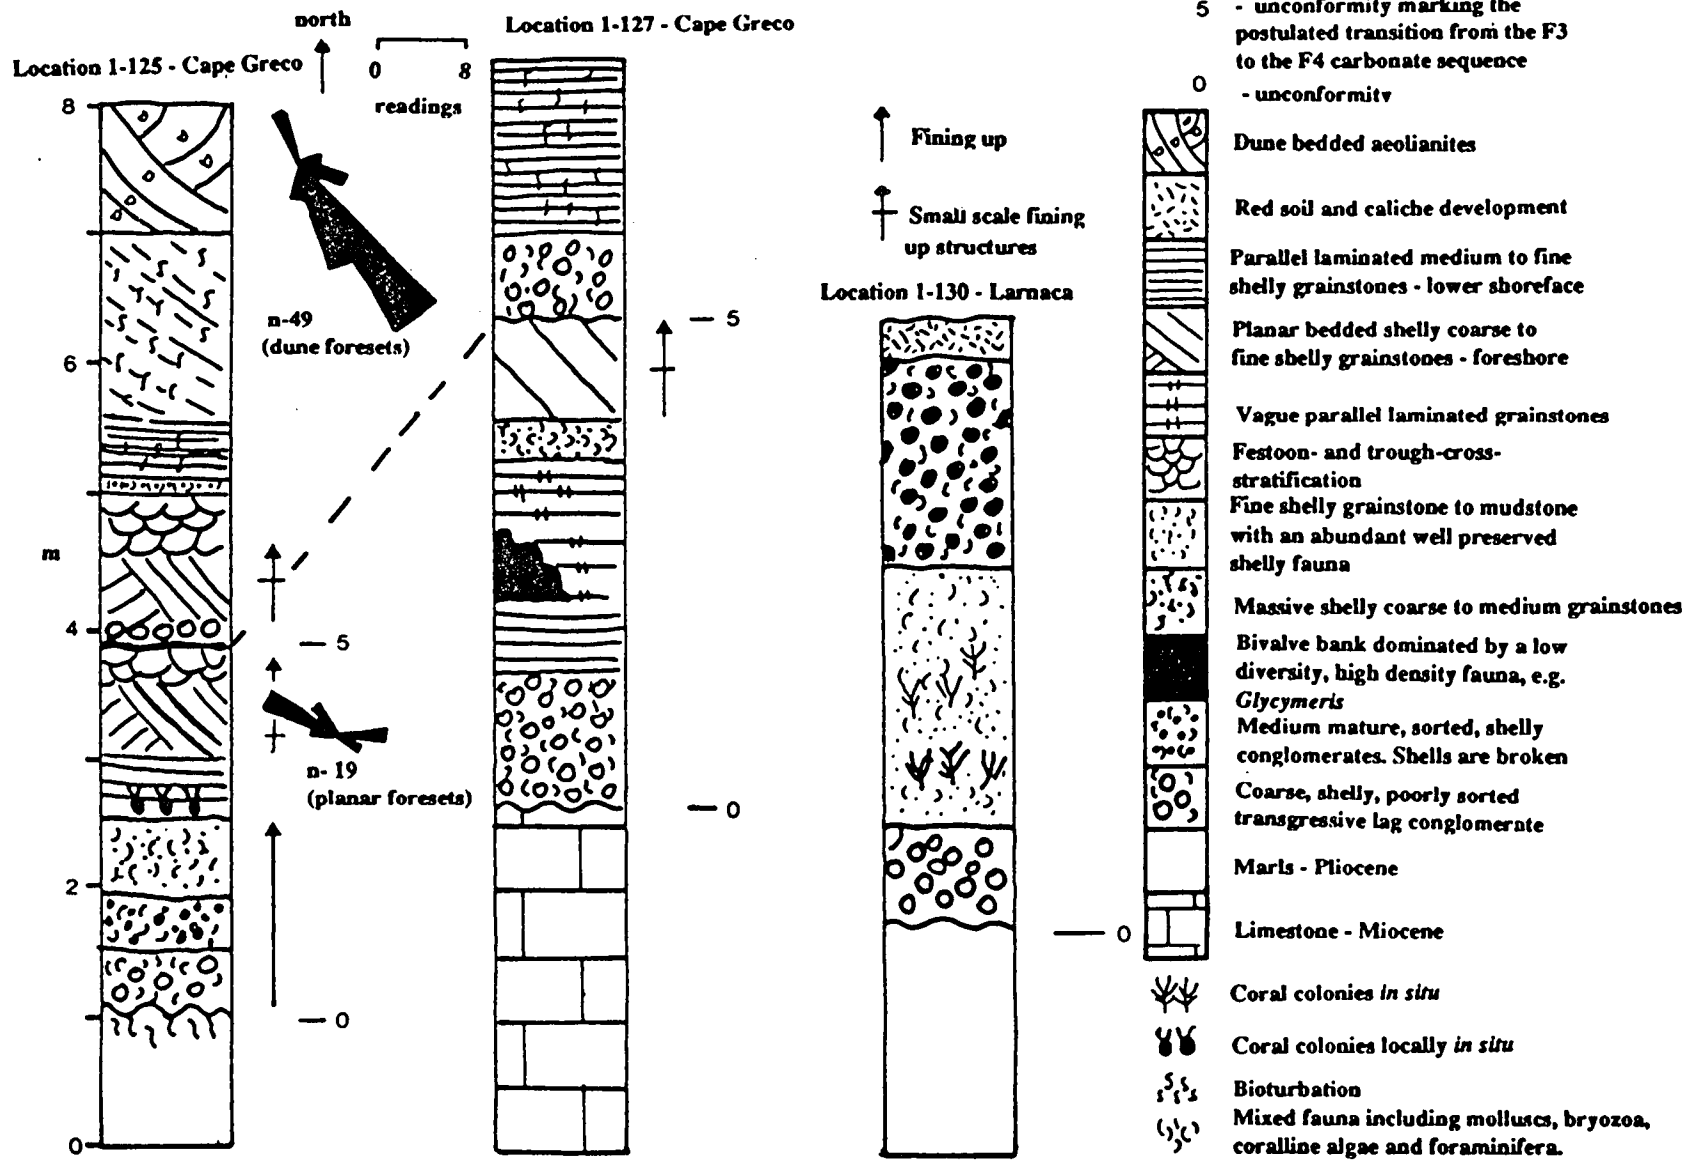 north
Location 1-127 - Cape Greco
Location 1-125 - Cape Greco
0 8
readings
8
6
m
4
2
0
n-49
(dune foresets)
5
n- 19
(planar foresets)
0
5
0
Fining up
Small scale fining
up structures
Location 1-130 - Larnaca
0
5
- unconformity marking the
postulated transition from the F3
to the F4 carbonate sequence
0
- unconformity
Dune bedded aeolianites
Red soil and caliche development
Parallel laminated medium to fine
shelly grainstones - lower shoreface
Planar bedded shelly coarse to
fine shelly grainstones - foreshore
Vague parallel laminated grainstones
Festoon- and trough-cross-
stratification
Fine shelly grainstone to mudstone
with an abundant well preserved
shelly fauna
Massive shelly coarse to medium grainstones
Bivalve bank dominated by a low
diversity, high density fauna, e.g.
Glycymeris
Medium mature, sorted, shelly
conglomerates. Shells are broken
Coarse, shelly, poorly sorted
transgressive lag conglomerate
Marls - Pliocene
Limestone - Miocene
Coral colonies in situ
Coral colonies locally in situ
Bioturbation
Mixed fauna including molluscs, bryozoa,
coralline algae and foraminifera.